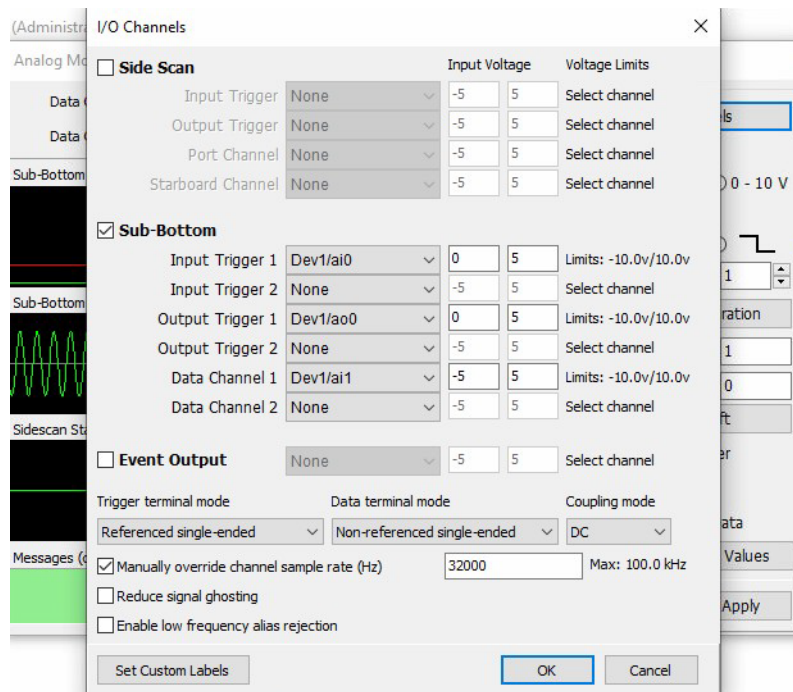 (Administra
I/O Channels
Analog Mo
Side Scan
Input Voltage
Voltage Limits
Data
Input Trigger None -5 5 Select channel
ls
Output Trigger None -5 5 Select channel
Data
Port Channel None -5 5 Select channel
Sub-Bottom
Starboard Channel None -5 5 Select channel
0 - 10 V
Sub-Bottom
Input Trigger 1 Dev1/ai0 0 5 Limits: -10.0v/10.0v
1
Input Trigger 2 None -5 5 Select channel
Sub-Bottom
Output Trigger 1 Dev1/ao0 0 5 Limits: -10.0v/10.0v
ration
Output Trigger 2 None -5 5 Select channel
1
Data Channel 1 Dev1/ai1 -5 5 Limits: -10.0v/10.0v
0
Data Channel 2 None -5 5 Select channel
ft
Sidescan Sta
Event Output None -5 5 Select channel
er
Trigger terminal mode
Data terminal mode
Coupling mode
Referenced single-ended
Non-referenced single-ended
DC
ata
Messages (c
Manually override channel sample rate (Hz) 32000 Max: 100.0 kHz
Values
Reduce signal ghosting
Apply
Enable low frequency alias rejection
Set Custom Labels
OK
Cancel